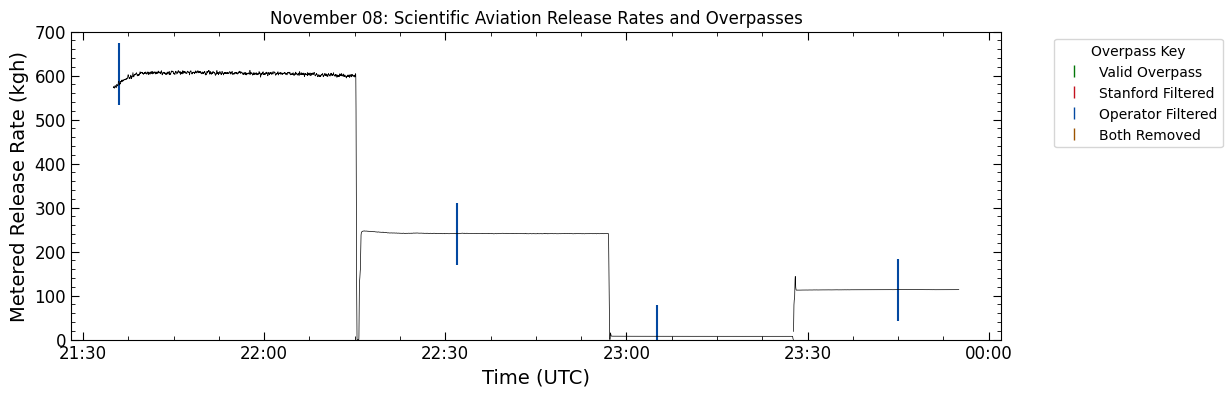 November 08: Scientific Aviation Release Rates and Overpasses
Metered Release Rate (kgh)
700
600
500
400
300
200
100
0
21:30 22:00 22:30 23:00 23:30 00:00
Time (UTC)
Overpass Key
Valid Overpass
Stanford Filtered
Operator Filtered
Both Removed